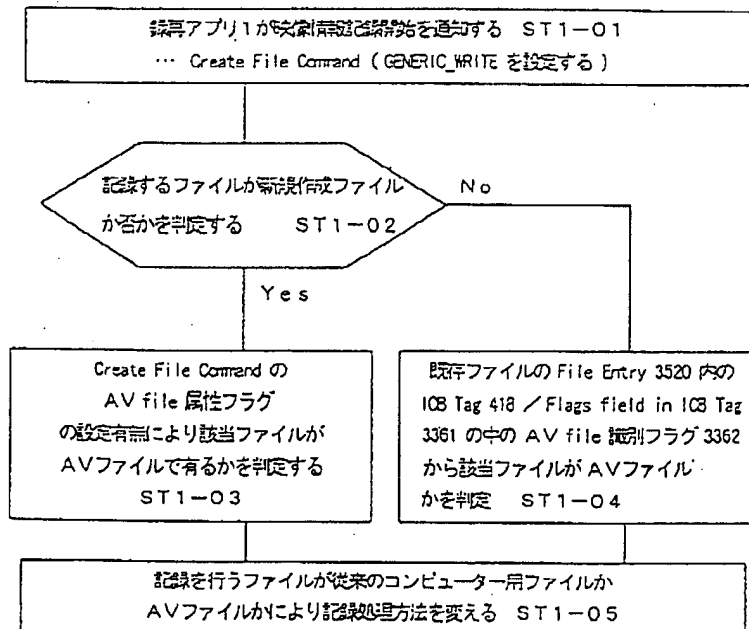 録再アプリ1が映像情報記録開始を通知する ST1-01
… Create File Command ( GENERIC_WRITE を設定する )
記録するファイルが新規作成ファイル
か否かを判定する ST1-02
No
Yes
Create File Command の
AV file 属性フラグ
の設定有無により該当ファイルが
AVファイルで有るかを判定する
ST1-03
既存ファイルの File Entry 3520 内の
ICB Tag 418 / Flags field in ICB Tag
3361 の中の AV file 識別フラグ 3362
から該当ファイルが AVファイル
かを判定 ST1-04
記録を行うファイルが従来のコンピューター用ファイルか
AVファイルかにより記録処理方法を変える ST1-05